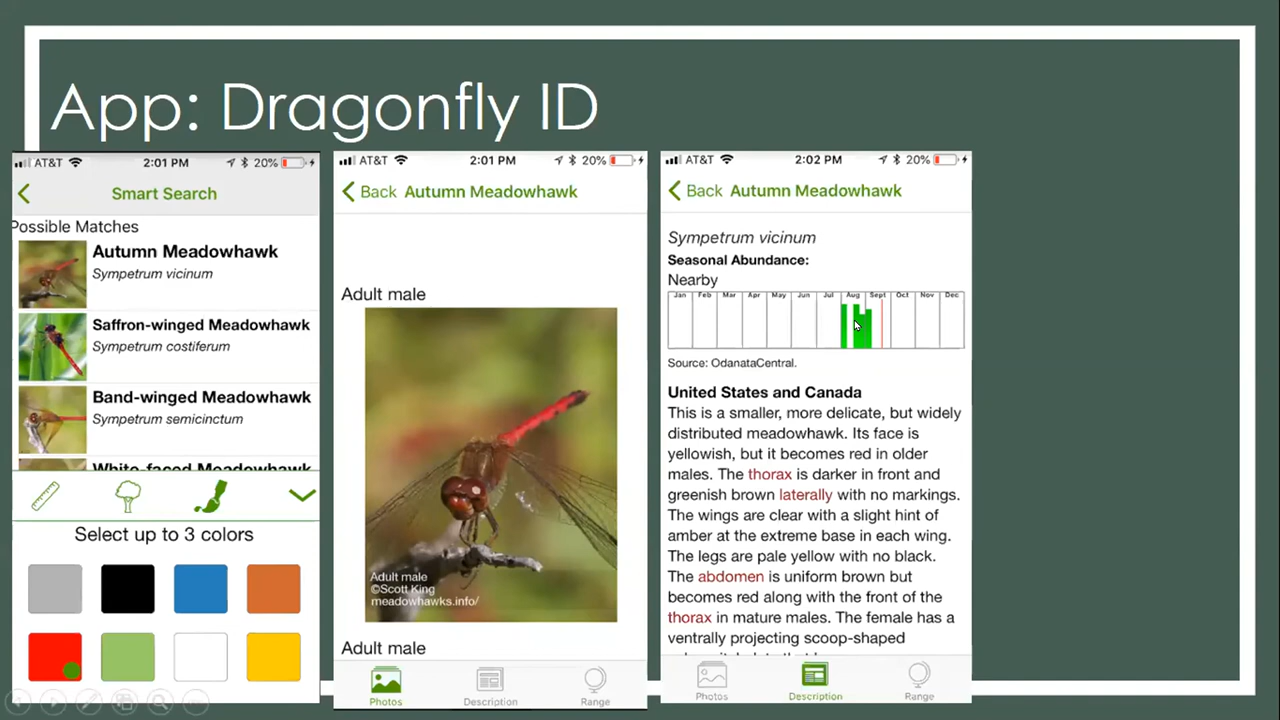 App: Dragonfly ID
AT&T 2:01 PM 20%
Smart Search
Possible Matches
Autumn Meadowhawk
Sympetrum vicinum
Saffron-winged Meadowhawk
Sympetrum costiferum
Band-winged Meadowhawk
Sympetrum semicinctum
White-faced Meadowhawk
Select up to 3 colors
AT&T 2:01 PM 20%
Back Autumn Meadowhawk
Adult male
Adult male
©Scott King
meadowhawks.info/
Adult male
Photos Description Range
AT&T 2:02 PM 20%
Back Autumn Meadowhawk
Sympetrum vicinum
Seasonal Abundance:
Nearby
Jan Feb Mar Apr May Jun Jul Aug Sept Oct Nov Dec
Source: OdanataCentral.
United States and Canada
This is a smaller, more delicate, but widely
distributed meadowhawk. Its face is
yellowish, but it becomes red in older
males. The thorax is darker in front and
greenish brown laterally with no markings.
The wings are clear with a slight hint of
amber at the extreme base in each wing.
The legs are pale yellow with no black.
The abdomen is uniform brown but
becomes red along with the front of the
thorax in mature males. The female has a
ventrally projecting scoop-shaped
Photos Description Range